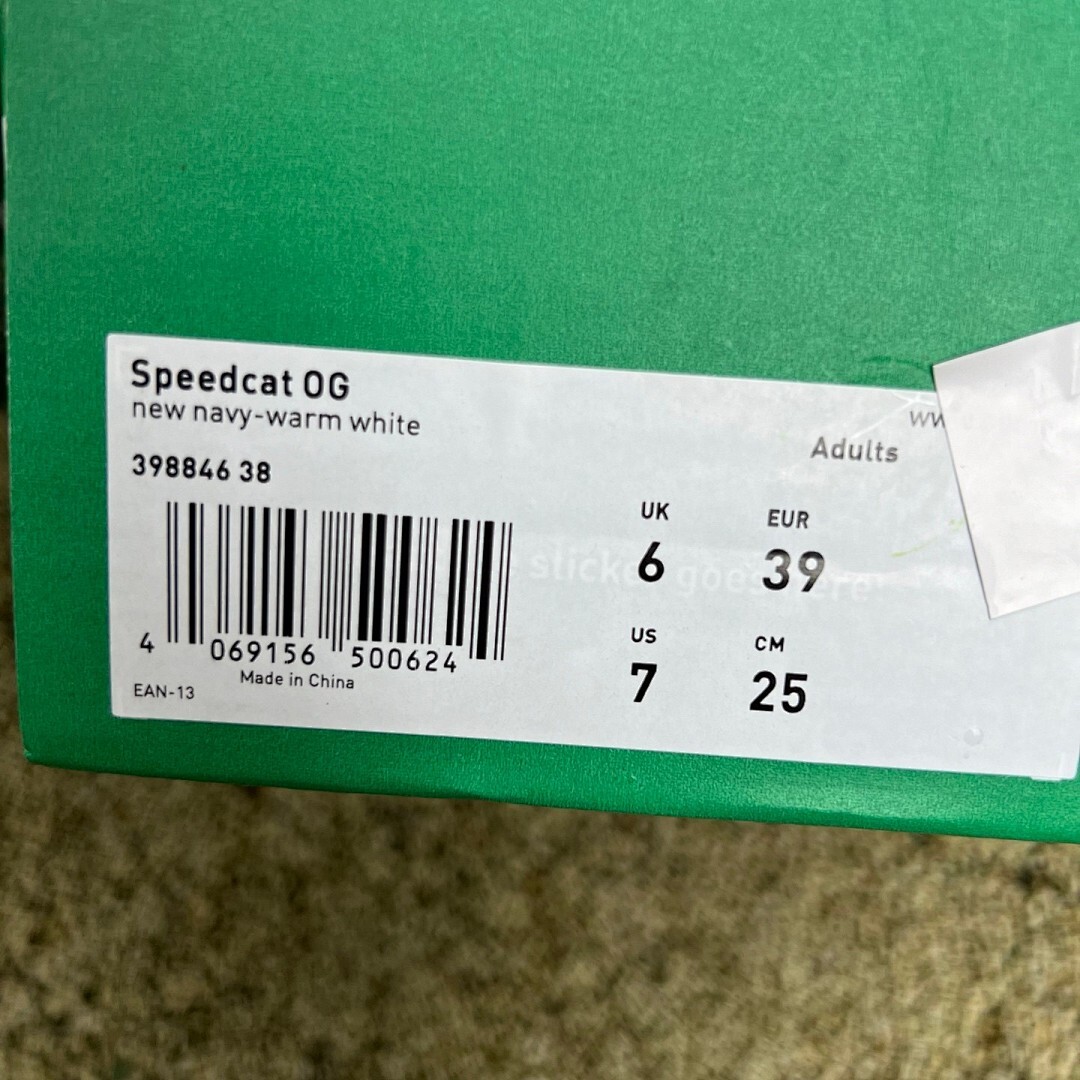 Speedcat OG
new navy-warm white
ww
Adults
398846 38
UK
EUR
6
39
US
CM
7
25
4 069156 500624
Made in China
EAN-13